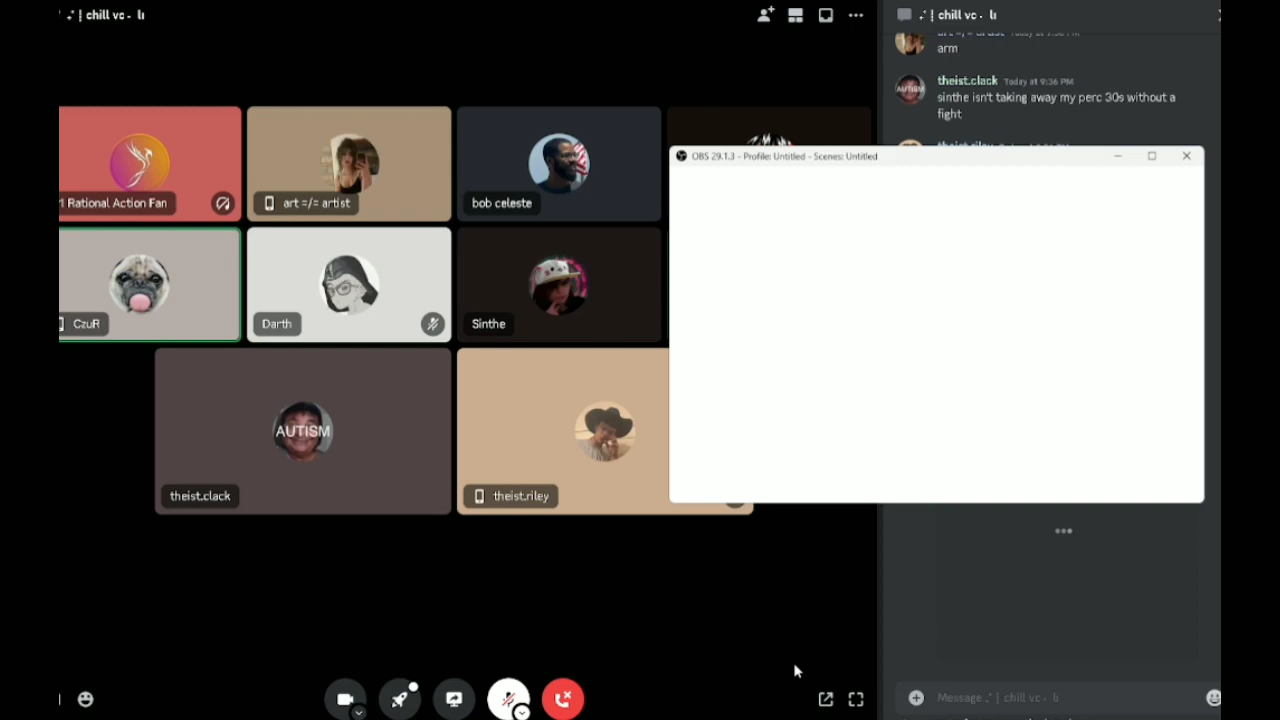 chill vc -
chill vc -
arm
theist.clack Today at 9:36 PM
sinthe isn't taking away my perc 30s without a
fight
OBS 29.1.3 - Profile: Untitled - Scenes: Untitled
Rational Action Fan
art =/= artist
bob celeste
CzuR
Darth
Sinthe
AUTISM
AUTISM
theist.clack
theist.riley
Message | chill vc -